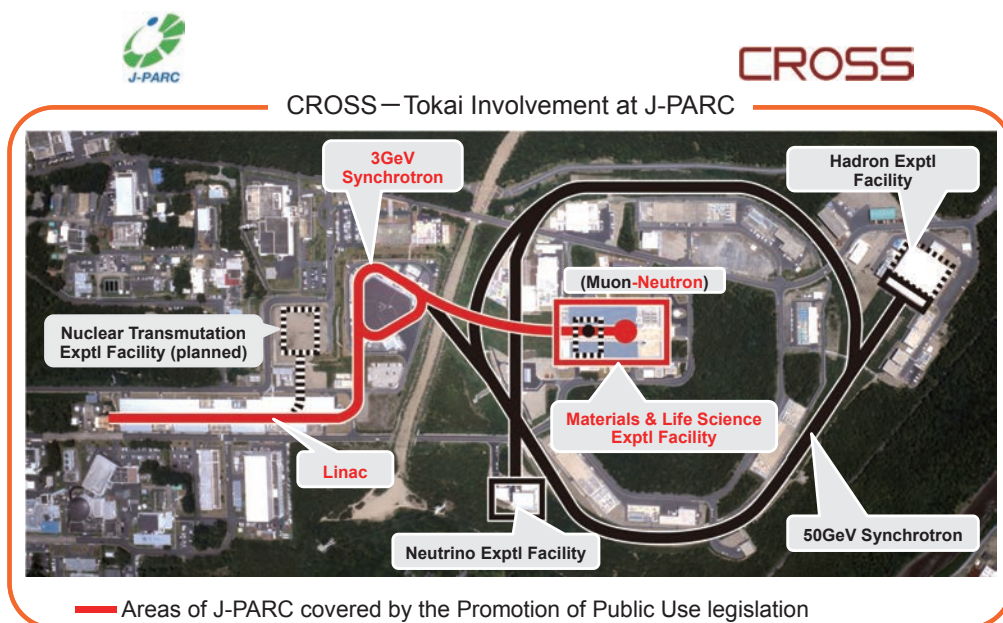 J-PARC
CROSS
CROSS－Tokai Involvement at J-PARC
3GeV
Synchrotron
Hadron Exptl
Facility
(Muon-Neutron)
Nuclear Transmutation
Exptl Facility (planned)
Materials & Life Science
Exptl Facility
Linac
50GeV Synchrotron
Neutrino Exptl Facility
Areas of J-PARC covered by the Promotion of Public Use legislation